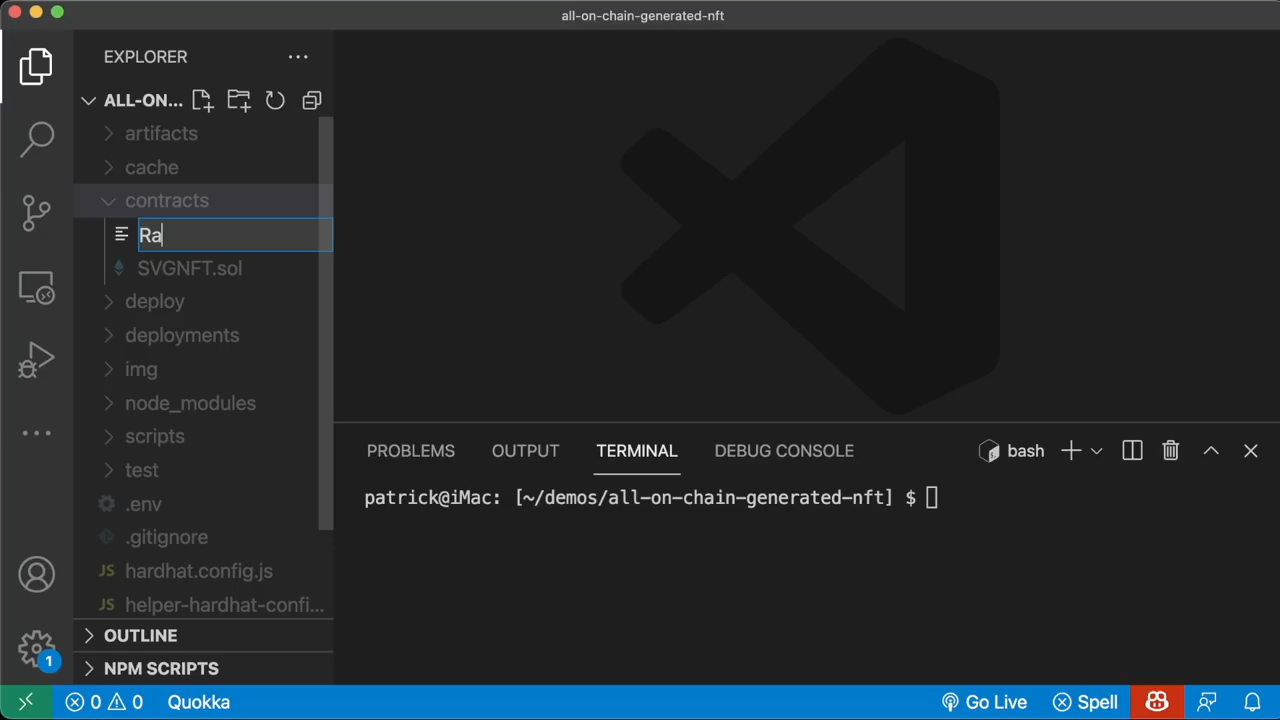 all-on-chain-generated-nft
EXPLORER
ALL-ON...
artifacts
cache
contracts
Ra
SVGNFT.sol
deploy
deployments
img
node_modules
scripts
test
.env
.gitignore
JS hardhat.config.js
JS helper-hardhat-confi...
OUTLINE
NPM SCRIPTS
PROBLEMS OUTPUT TERMINAL DEBUG CONSOLE bash
patrick@iMac: [~/demos/all-on-chain-generated-nft] $
1
0 0 Quokka Go Live Spell